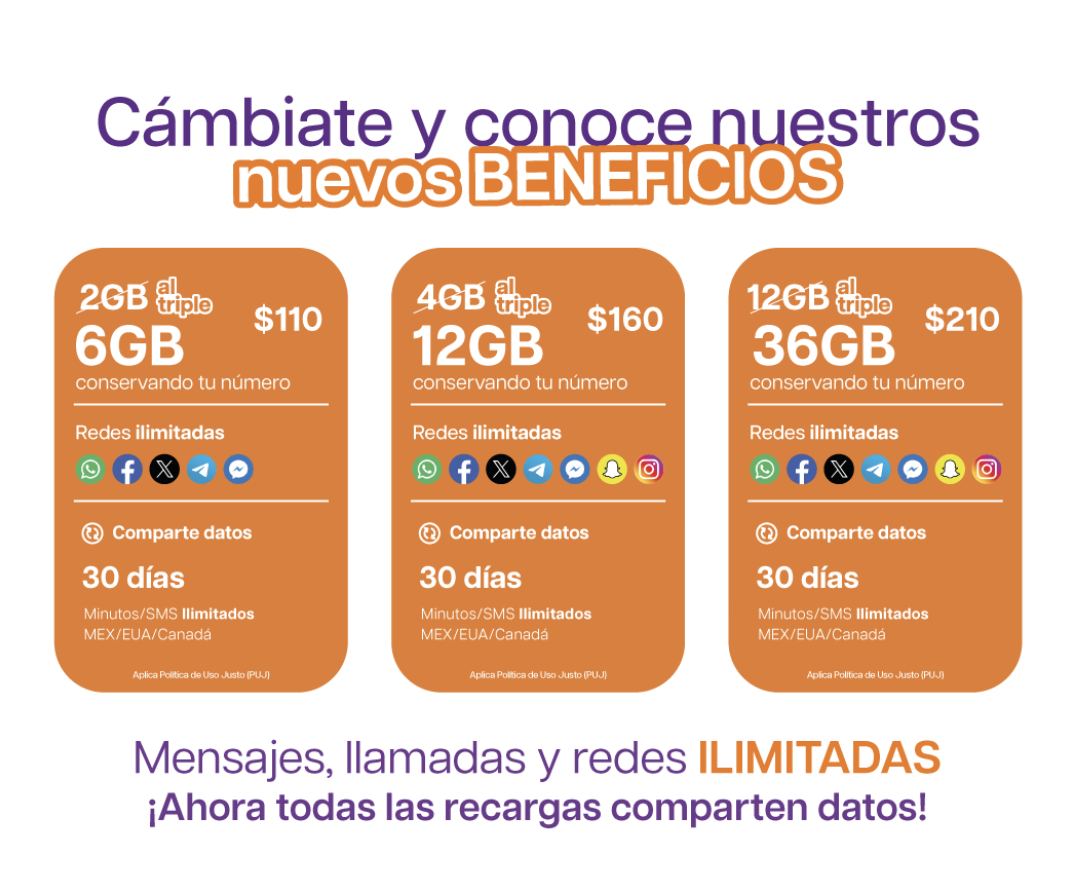 Cámbiate y conoce nuestros
nuevos BENEFICIOS
2GB al triple
$110
6GB
conservando tu número
Redes ilimitadas
Comparte datos
30 días
Minutos/SMS Ilimitados
MEX/EUA/Canadá
Aplica Política de Uso Justo (PUJ)
4GB al triple
$160
12GB
conservando tu número
Redes ilimitadas
Comparte datos
30 días
Minutos/SMS Ilimitados
MEX/EUA/Canadá
Aplica Política de Uso Justo (PUJ)
12GB al triple
$210
36GB
conservando tu número
Redes ilimitadas
Comparte datos
30 días
Minutos/SMS Ilimitados
MEX/EUA/Canadá
Aplica Política de Uso Justo (PUJ)
Mensajes, llamadas y redes ILIMITADAS
¡Ahora todas las recargas comparten datos!